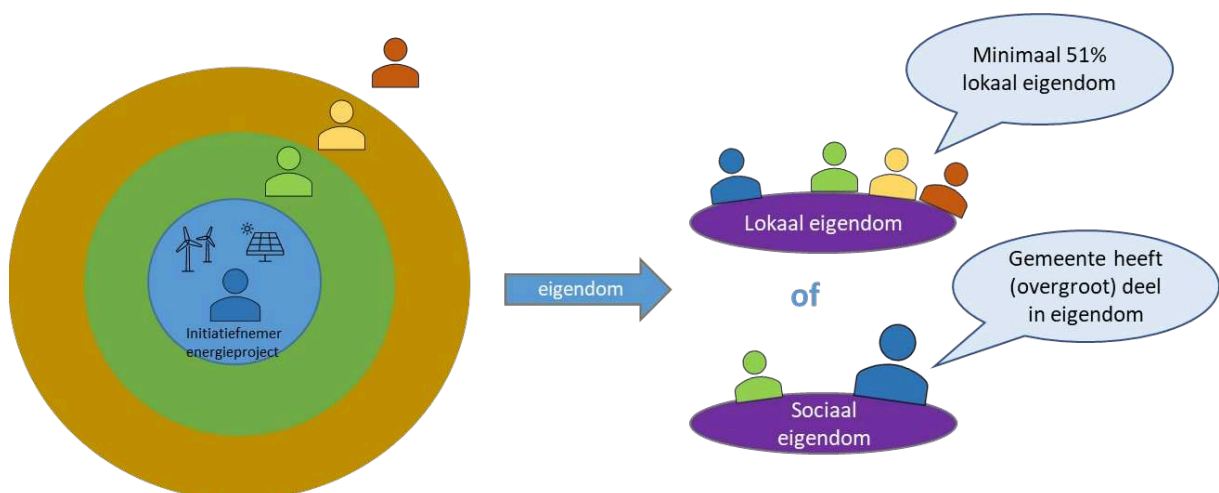 Initiatiefnemer
energieproject
eigendom
Minimaal 51%
lokaal eigendom
Lokaal eigendom
of
Gemeente heeft
(overgroot) deel
in eigendom
Sociaal
eigendom